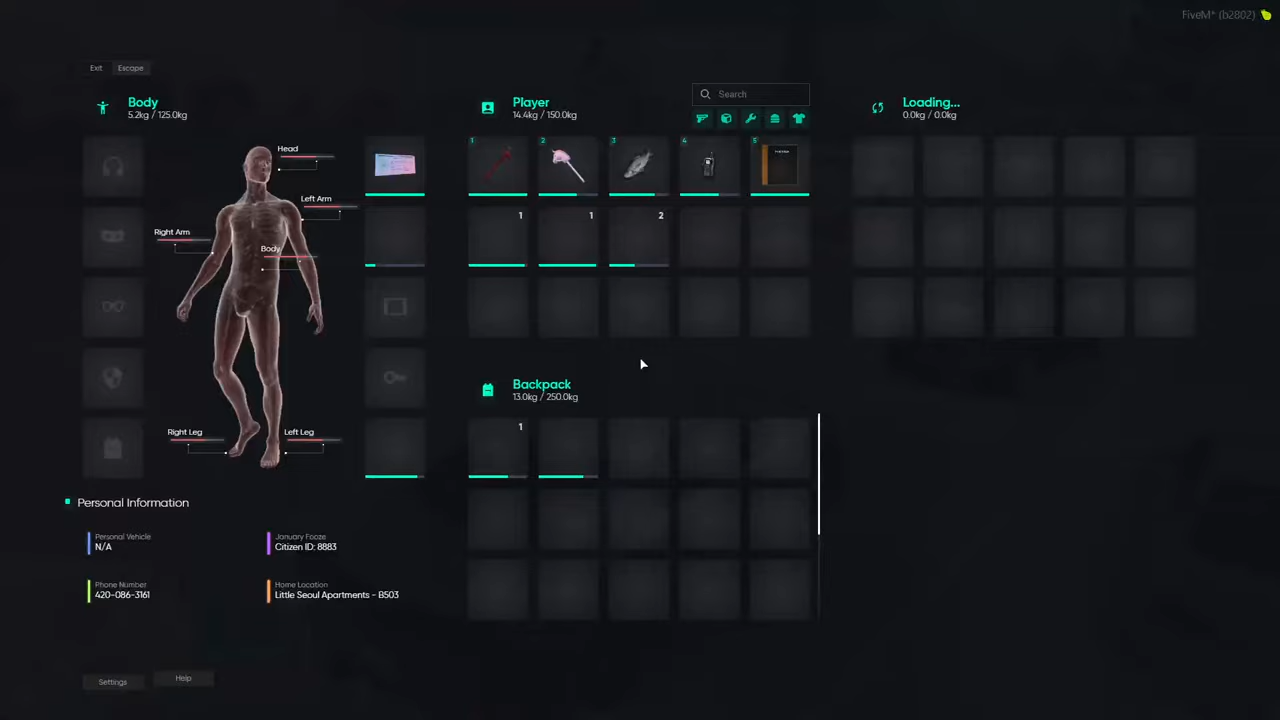 FiveM* (b2802)
Exit Escape
Search
Body
5.2kg / 125.0kg
Player
14.4kg / 150.0kg
Loading...
0.0kg / 0.0kg
1 2 3 4 5
Head
Left Arm
Right Arm
Body
1 1 2
Backpack
13.0kg / 250.0kg
1
Right Leg
Left Leg
Personal Information
Personal Vehicle
N/A
January Fooze
Citizen ID: 8883
Phone Number
420-086-3161
Home Location
Little Seoul Apartments - B503
Settings
Help